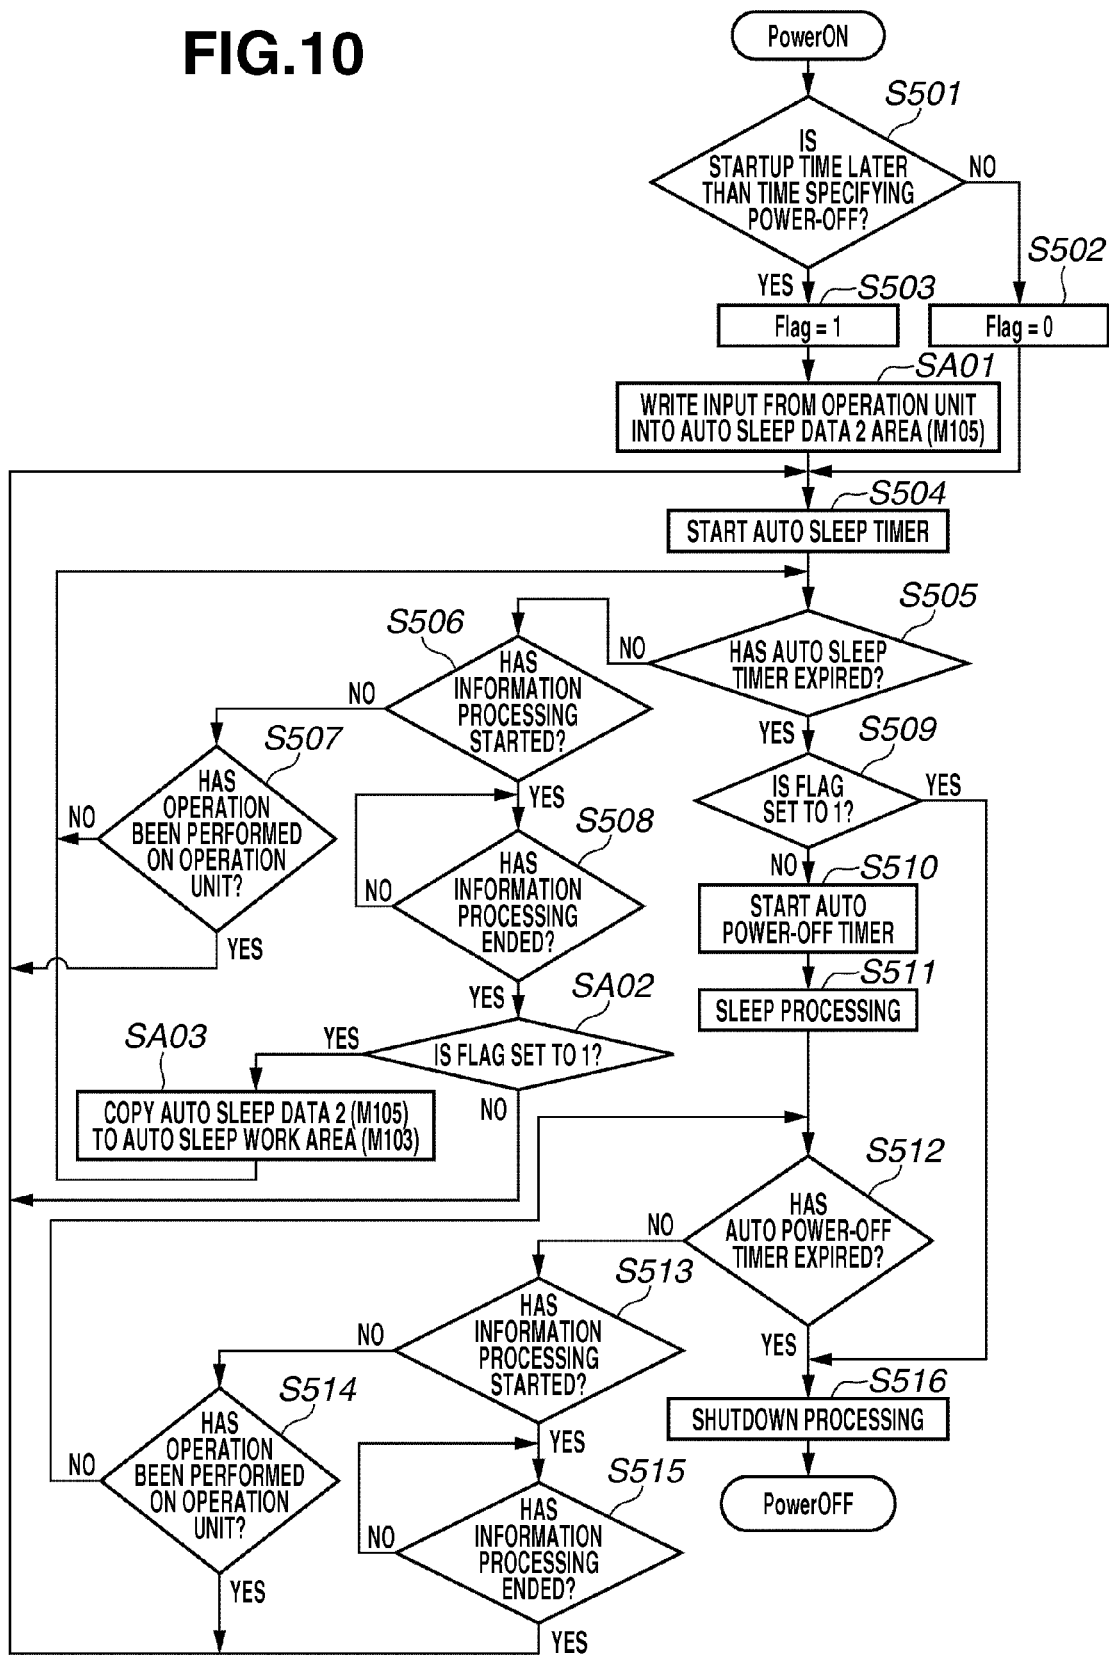 FIG.10
PowerON
S501
IS
STARTUP TIME LATER
THAN TIME SPECIFYING
POWER-OFF?
NO
YES
S502
S503
Flag = 1
Flag = 0
SA01
WRITE INPUT FROM OPERATION UNIT
INTO AUTO SLEEP DATA 2 AREA (M105)
S504
START AUTO SLEEP TIMER
S505
HAS AUTO SLEEP
TIMER EXPIRED?
NO
YES
S506
HAS
INFORMATION
PROCESSING
STARTED?
NO
YES
S507
HAS
OPERATION
BEEN PERFORMED
ON OPERATION
UNIT?
NO
YES
S508
HAS
INFORMATION
PROCESSING
ENDED?
NO
YES
S509
IS FLAG
SET TO 1?
YES
NO
S510
START AUTO
POWER-OFF TIMER
S511
SLEEP PROCESSING
SA02
IS FLAG SET TO 1?
YES
NO
SA03
COPY AUTO SLEEP DATA 2 (M105)
TO AUTO SLEEP WORK AREA (M103)
S512
HAS
AUTO POWER-OFF
TIMER EXPIRED?
NO
YES
S513
HAS
INFORMATION
PROCESSING
STARTED?
NO
YES
S514
HAS
OPERATION
BEEN PERFORMED
ON OPERATION
UNIT?
NO
YES
S515
HAS
INFORMATION
PROCESSING
ENDED?
NO
YES
S516
SHUTDOWN PROCESSING
PowerOFF